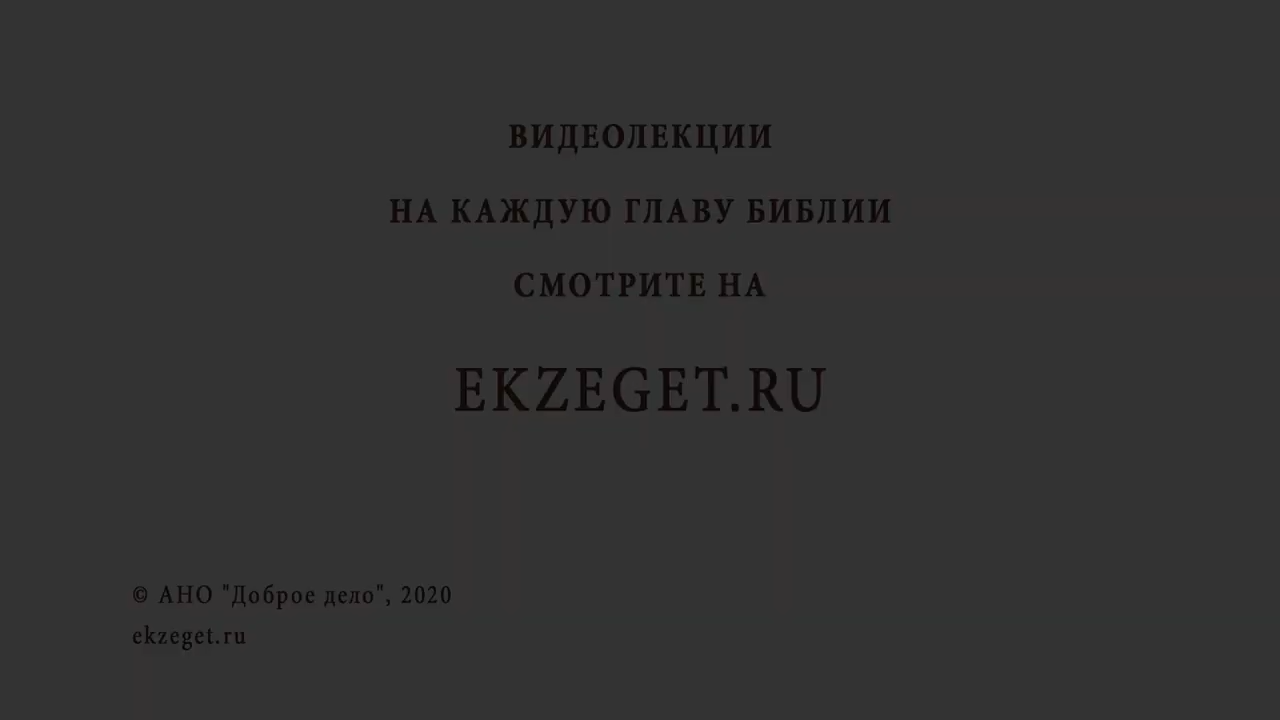 ВИДЕОЛЕКЦИИ
НА КАЖДУЮ ГЛАВУ БИБЛИИ
СМОТРИТЕ НА
EKZEGET.RU
© АНО "Доброе дело", 2020
ekzeget.ru